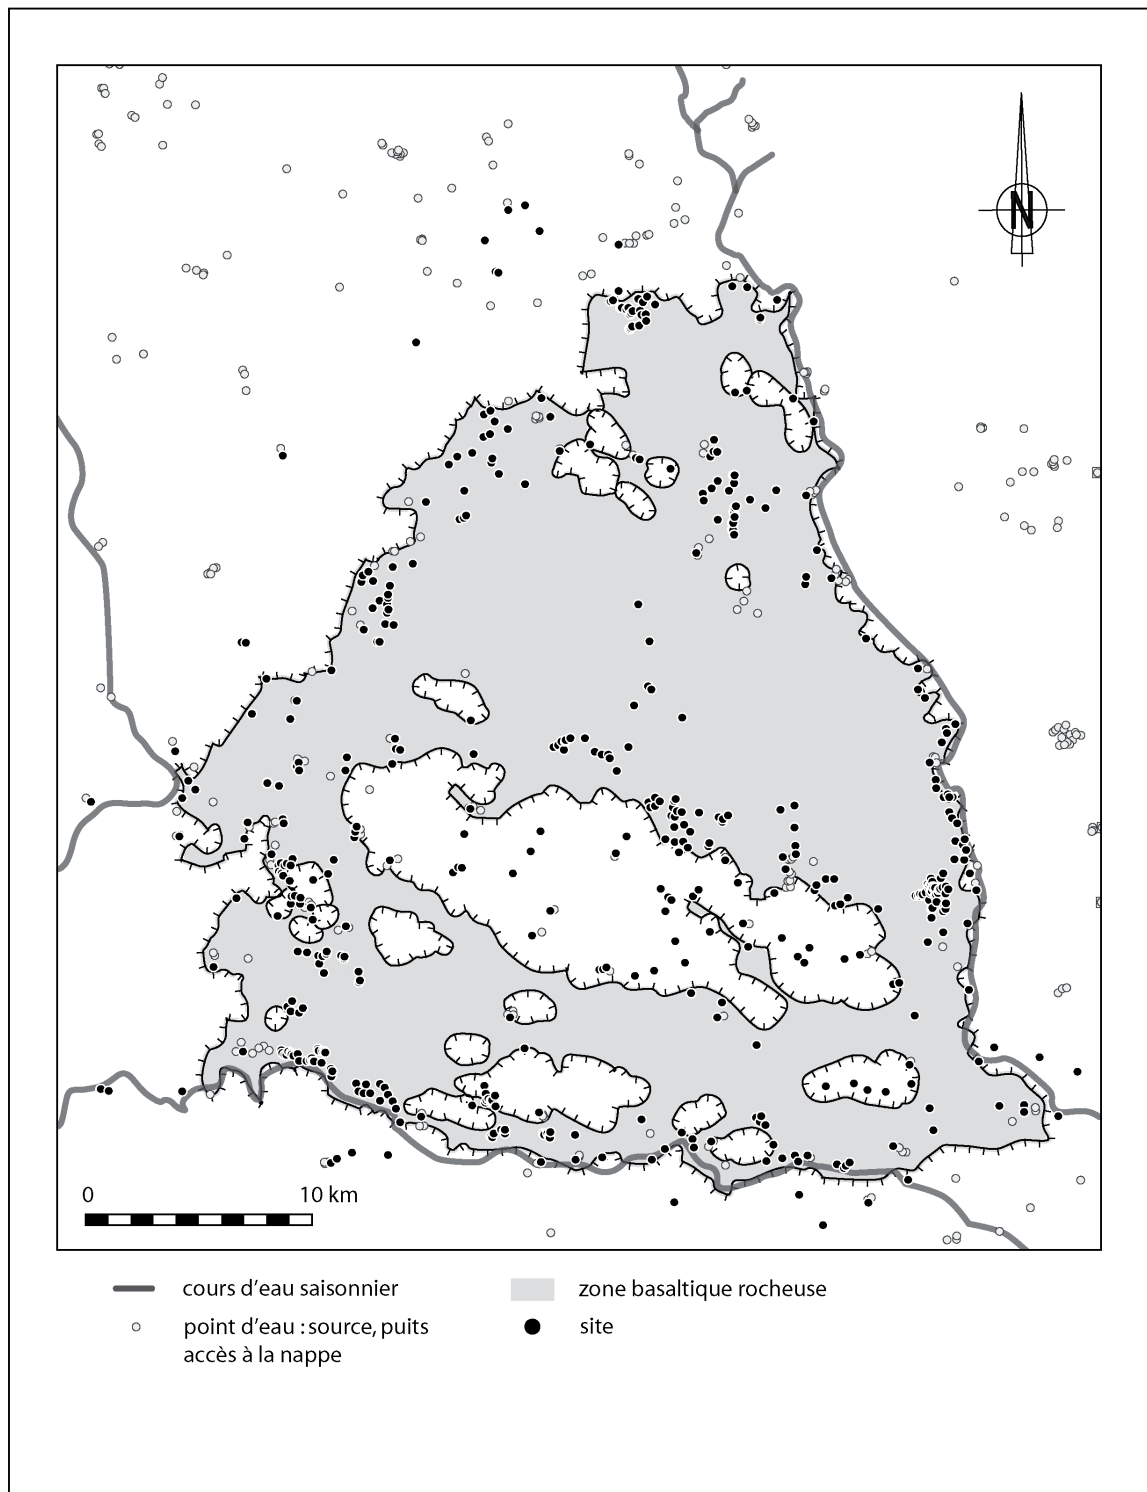 N
0 10 km
cours d'eau saisonnier
zone basaltique rocheuse
point d'eau : source, puits
accès à la nappe
site